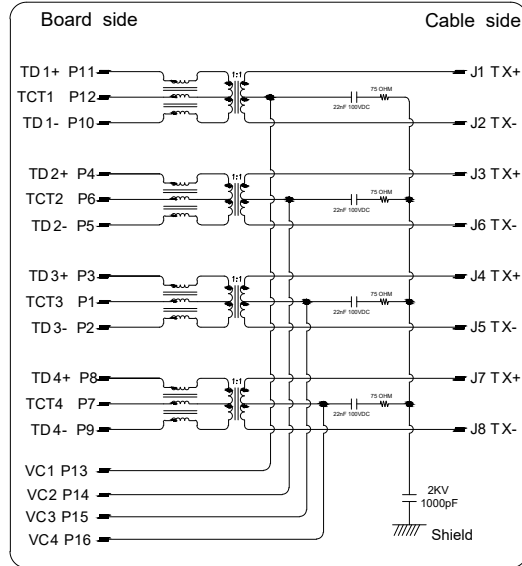 Board side Cable side
TD1+ P11 1:1 J1 TX+
75 OHM
TCT1 P12
22nF 100VDC
TD1- P10 J2 TX-
TD2+ P4 1:1 J3 TX+
75 OHM
TCT2 P6
22nF 100VDC
TD2- P5 J6 TX-
TD3+ P3 1:1 J4 TX+
75 OHM
TCT3 P1
22nF 100VDC
TD3- P2 J5 TX-
TD4+ P8 1:1 J7 TX+
75 OHM
TCT4 P7
22nF 100VDC
TD4- P9 J8 TX-
VC1 P13
VC2 P14
VC3 P15
VC4 P16
2KV
1000pF
Shield